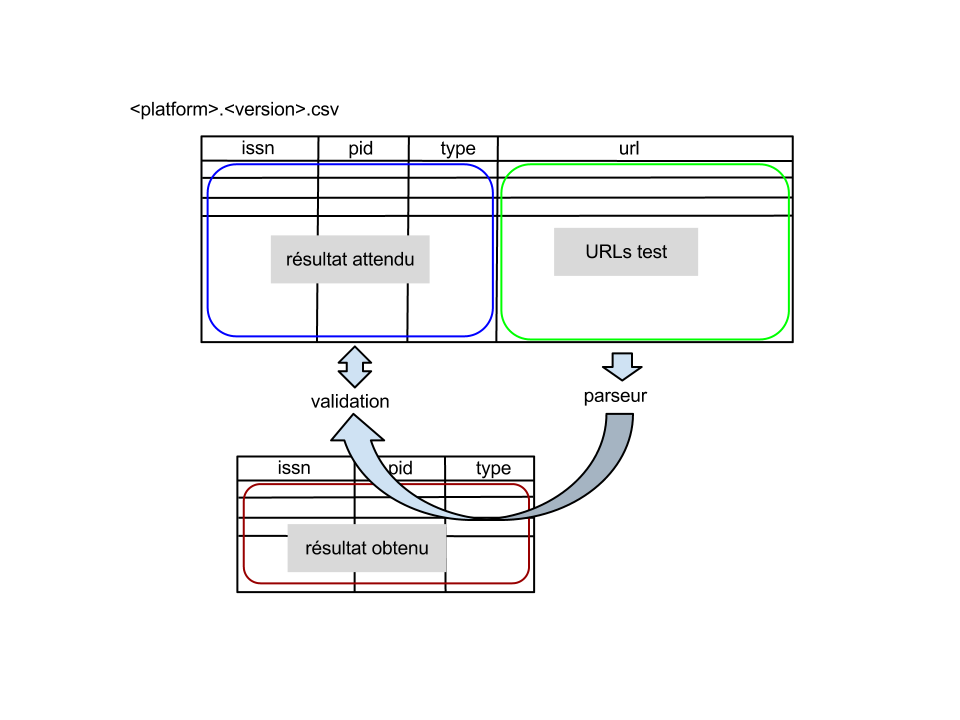 <platform>.<version>.csv
issn pid type url
résultat attendu
URLs test
validation
parseur
issn pid type
résultat obtenu